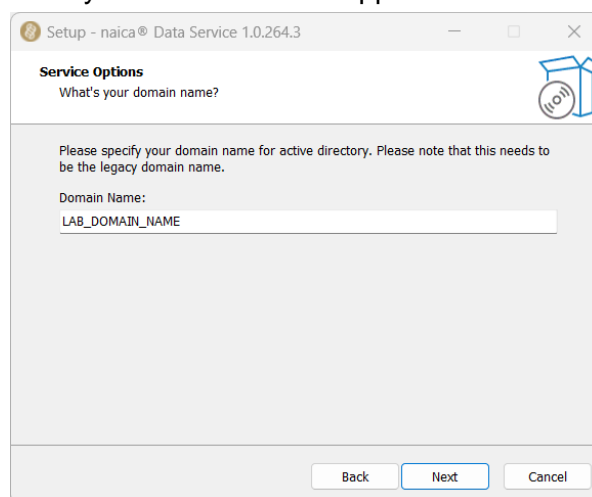 Setup - naica® Data Service 1.0.264.3
Service Options
What's your domain name?
Please specify your domain name for active directory. Please note that this needs to
be the legacy domain name.
Domain Name:
LAB_DOMAIN_NAME
Back Next Cancel